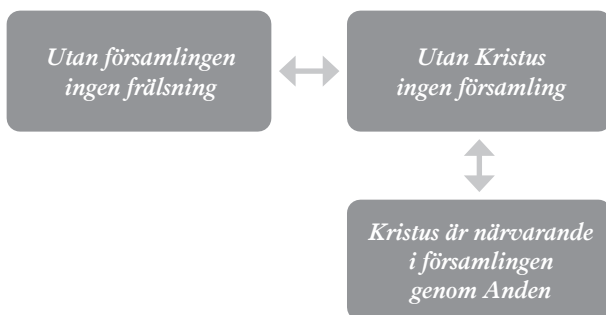 Utan församlingen
ingen frälsning
Utan Kristus
ingen församling
Kristus är närvarande
i församlingen
genom Anden